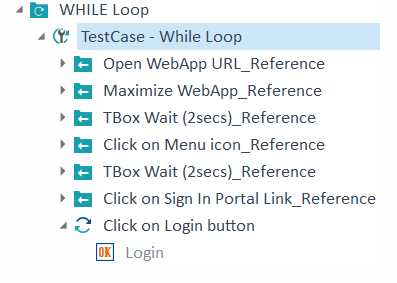 WHILE Loop
TestCase - While Loop
Open WebApp URL_Reference
Maximize WebApp_Reference
TBox Wait (2secs)_Reference
Click on Menu icon_Reference
TBox Wait (2secs)_Reference
Click on Sign In Portal Link_Reference
Click on Login button
OK Login